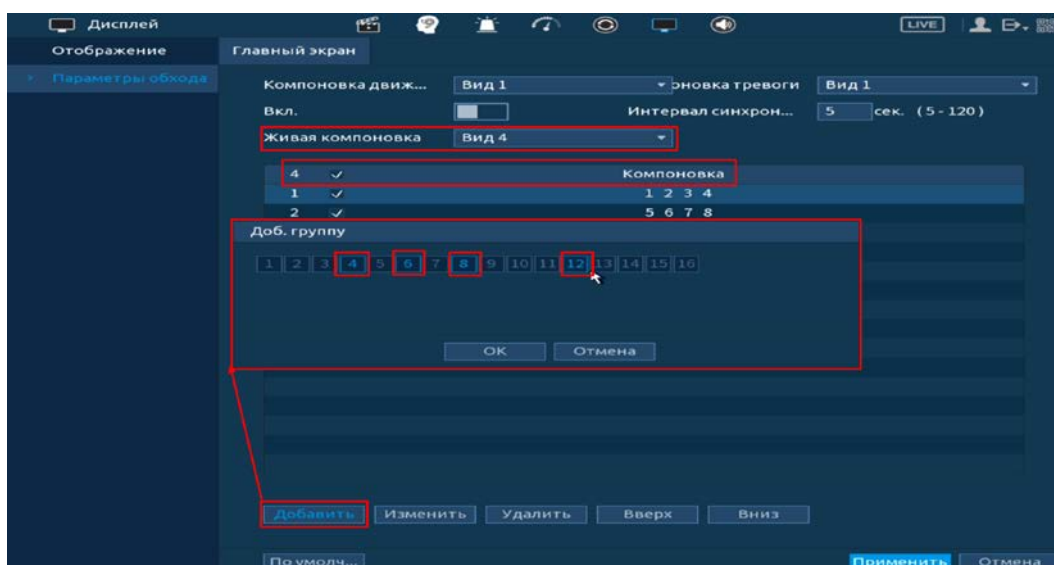 Дисплей LIVE
Отображение Главный экран
Параметры обхода
Компоновка движ... Вид 1 оновка тревоги Вид 1
Вкл. Интервал синхрон... 5 сек. (5-120)
Живая компоновка Вид 4
4 Компоновка
1 1 2 3 4
2 5 6 7 8
Доб. группу
1 2 3 4 5 6 7 8 9 10 11 12 13 14 15 16
OK Отмена
Добавить Изменить Удалить Вверх Вниз
По умолч... Применить Отмена